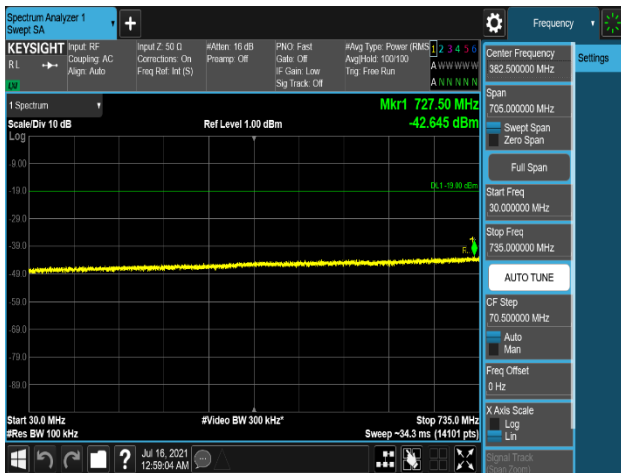 Spectrum Analyzer 1
Swept SA
+
Frequency
KEYSIGHT
RL
Input: RF
Coupling: AC
Align: Auto
Input Z: 50 Ω
Corrections: On
Freq Ref: Int (S)
#Atten: 16 dB
Preamp: Off
PNO: Fast
Gate: Off
IF Gain: Low
Sig Track: Off
#Avg Type: Power (RMS
Avg|Hold: 100/100
Trig: Free Run
1 2 3 4 5 6
A W W W W W
A N N N N N
1 Spectrum
Scale/Div 10 dB
Log
Ref Level 1.00 dBm
Mkr1 727.50 MHz
-42.645 dBm
-9.00
-19.0
-29.0
-39.0
-49.0
-59.0
-69.0
-79.0
-89.0
DL1 -19.00 dBm
Start 30.0 MHz
#Res BW 100 kHz
#Video BW 300 kHz*
Stop 735.0 MHz
Sweep ~34.3 ms (14101 pts)
?
Jul 16, 2021
12:59:04 AM
Center Frequency
382.500000 MHz
Settings
Span
705.000000 MHz
Swept Span
Zero Span
Full Span
Start Freq
30.000000 MHz
Stop Freq
735.000000 MHz
AUTO TUNE
CF Step
70.500000 MHz
Auto
Man
Freq Offset
0 Hz
X Axis Scale
Log
Lin
Signal Track
(Span Zoom)